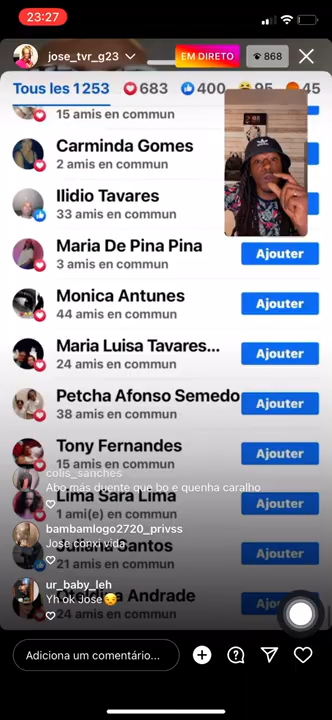 23:27
jose_tvr_g23
EM DIRETO
868
Tous les 1 253
683
400
95
45
15 amis en commun
Carminda Gomes
2 amis en commun
Ilidio Tavares
33 amis en commun
Maria De Pina Pina
3 amis en commun
Ajouter
Monica Antunes
44 amis en commun
Ajouter
Maria Luisa Tavares...
24 amis en commun
Ajouter
Petcha Afonso Semedo
38 amis en commun
Ajouter
Tony Fernandes
15 amis en commun
Ajouter
colis_sanches
Abo más duente que bo e quenha caralho
Lima Sara Lima
1 ami(e) en commun
Ajouter
bambamlogo2720_privss
Jose conxi vida
Juliana Santos
21 amis en commun
Ajouter
ur_baby_leh
Yh ok Jose😏
Andrade
24 amis en commun
Adiciona um comentário...